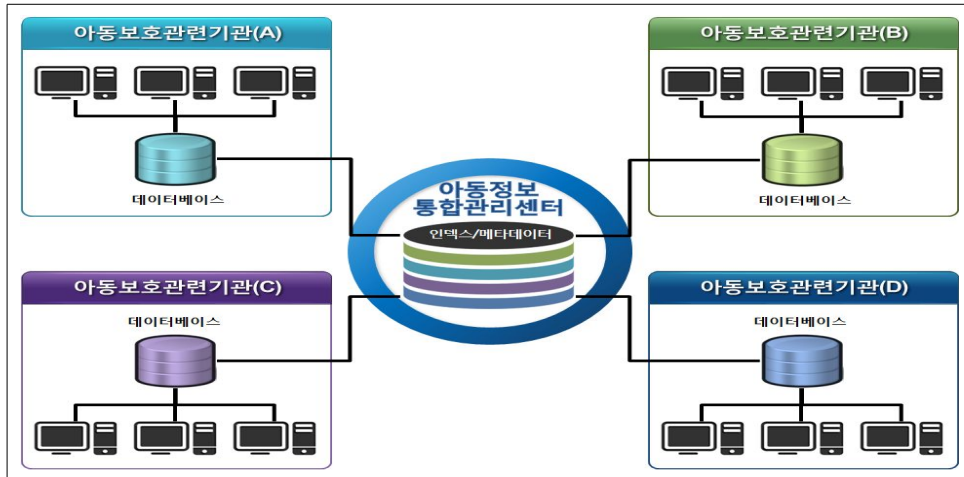 아동보호관련기관(A)
데이터베이스
아동보호관련기관(B)
데이터베이스
아동정보
통합관리센터
인덱스/메타데이터
아동보호관련기관(C)
데이터베이스
아동보호관련기관(D)
데이터베이스